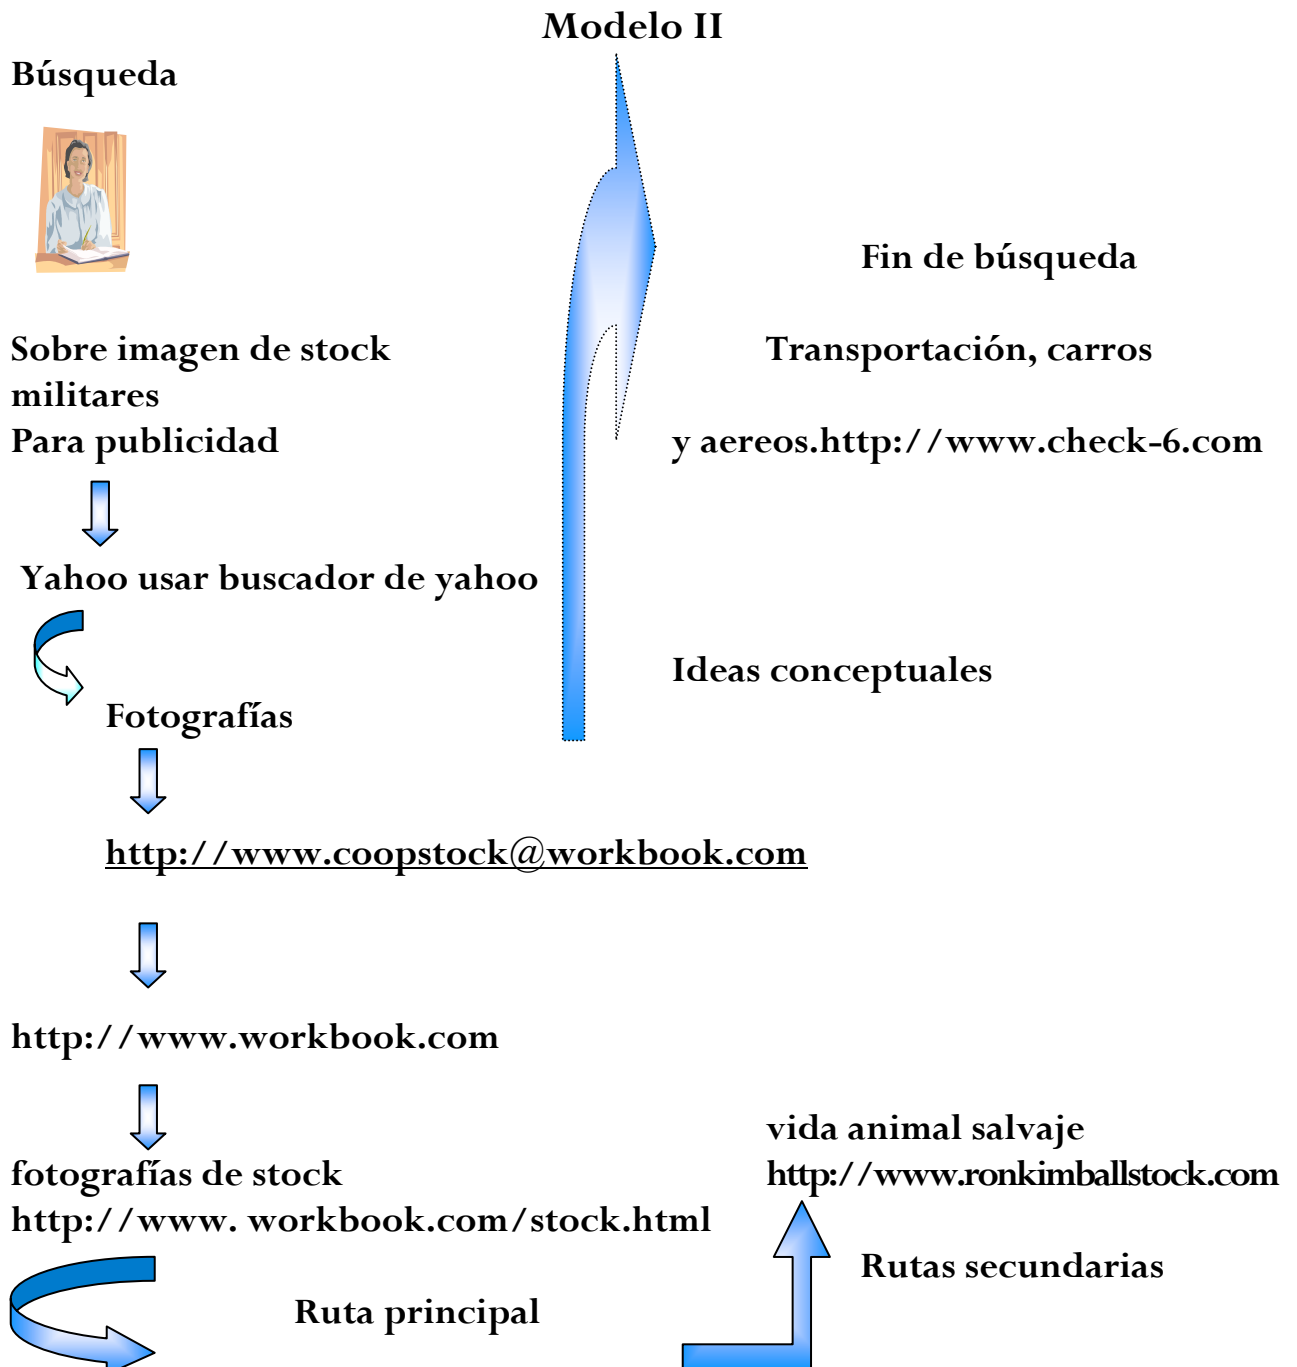 Modelo II
Búsqueda
Fin de búsqueda
Sobre imagen de stock
militares
Para publicidad
Transportación, carros
y aereos.http://www.check-6.com
Yahoo usar buscador de yahoo
Ideas conceptuales
Fotografías
http://www.coopstock@workbook.com
http://www.workbook.com
fotografías de stock
http://www. workbook.com/stock.html
vida animal salvaje
http://www.ronkimballstock.com
Rutas secundarias
Ruta principal